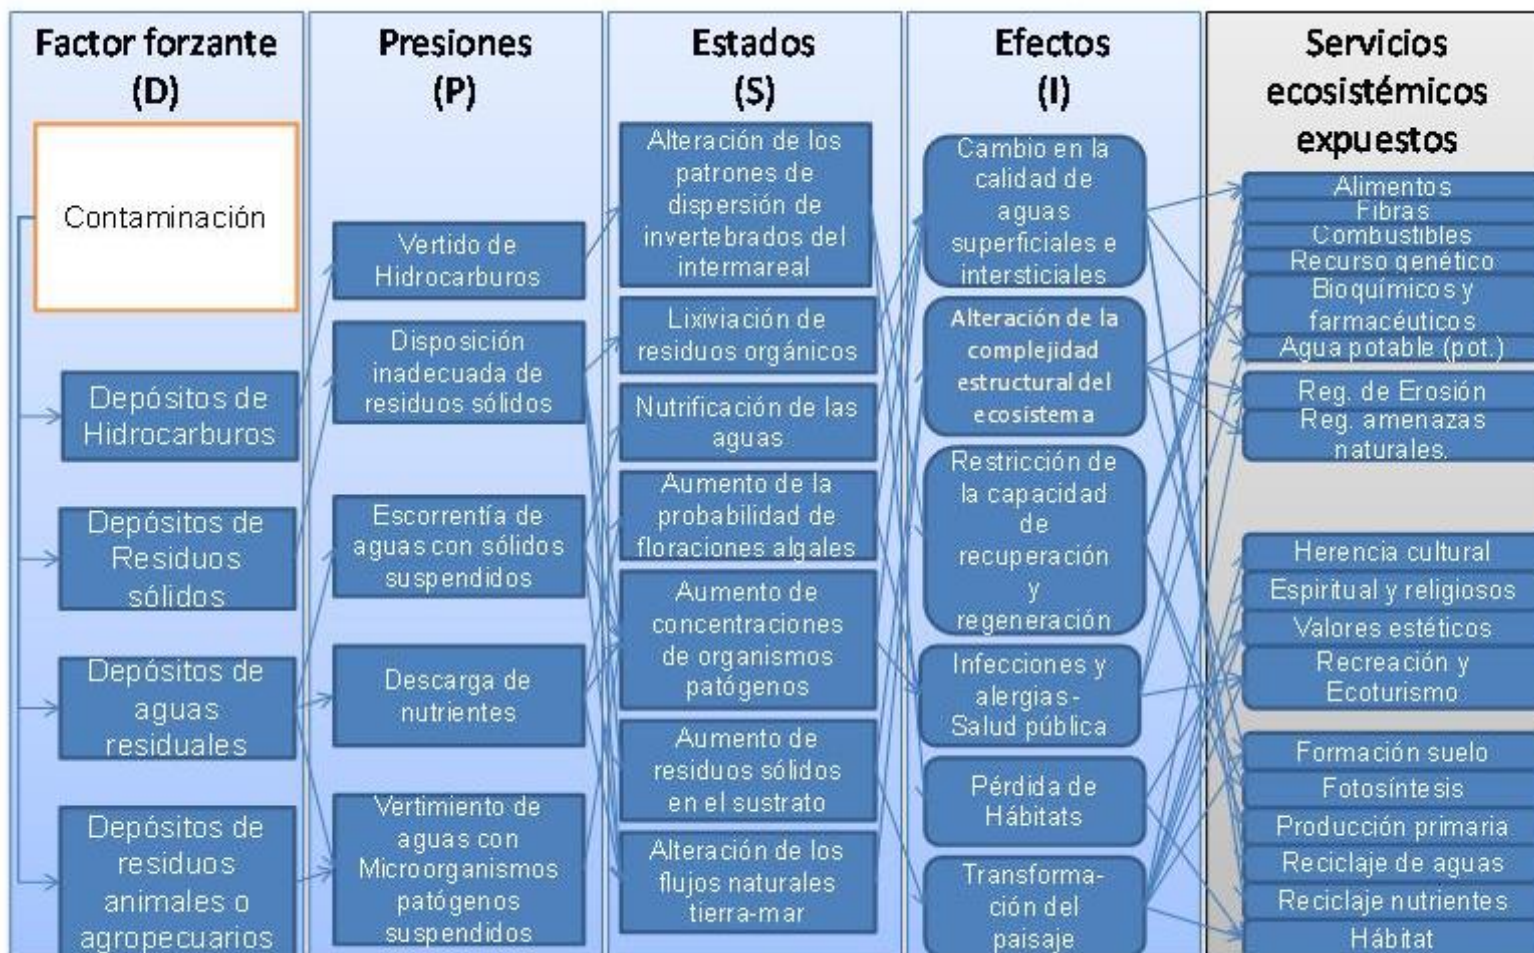 Factor forzante
(D)
Contaminación
Depósitos de
Hidrocarburos
Depósitos de
Residuos
sólidos
Depósitos de
aguas
residuales
Depósitos de
residuos
animales o
agropecuarios
Presiones
(P)
Vertido de
Hidrocarburos
Disposición
inadecuada de
residuos sólidos
Escorrentía de
aguas con sólidos
suspendidos
Descarga de
nutrientes
Vertimiento de
aguas con
Microorganismos
patógenos
suspendidos
Estados
(S)
Alteración de los
patrones de
dispersión de
invertebrados del
intermareal
Lixiviación de
residuos orgánicos
Nutrificación de las
aguas
Aumento de la
probabilidad de
floraciones algales
Aumento de
concentraciones
de organismos
patógenos
Aumento de
residuos sólidos
en el sustrato
Alteración de los
flujos naturales
tierra-mar
Efectos
(I)
Cambio en la
calidad de
aguas
superficiales e
intersticiales
Alteración de la
complejidad
estructural del
ecosistema
Restricción de
la capacidad
de
recuperación
y
regeneración
Infecciones y
alergias-
Salud pública
Pérdida de
Hábitats
Transforma-
ción del
paisaje
Servicios
ecosistémicos
expuestos
Alimentos
Fibras
Combustibles
Recurso genético
Bioquímicos y
farmacéuticos
Agua potable (pot.)
Reg. de Erosión
Reg. amenazas
naturales.
Herencia cultural
Espiritual y religiosos
Valores estéticos
Recreación y
Ecoturismo
Formación suelo
Fotosíntesis
Producción primaria
Reciclaje de aguas
Reciclaje nutrientes
Hábitat